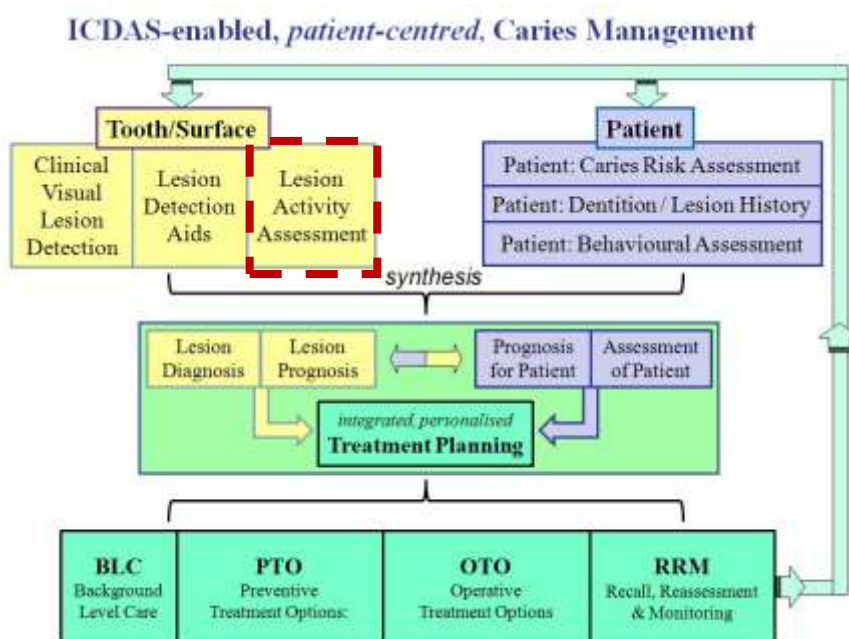 ICDAS-enabled, patient-centred, Caries Management
Tooth/Surface
Clinical
Visual
Lesion
Detection
Lesion
Detection
Aids
Lesion
Activity
Assessment
Patient
Patient: Caries Risk Assessment
Patient: Dentition / Lesion History
Patient: Behavioural Assessment
synthesis
Lesion
Diagnosis
Lesion
Prognosis
Prognosis
for Patient
Assessment
of Patient
integrated, personalised
Treatment Planning
BLC
Background
Level Care
PTO
Preventive
Treatment Options:
OTO
Operative
Treatment Options
RRM
Recall, Reassessment
& Monitoring